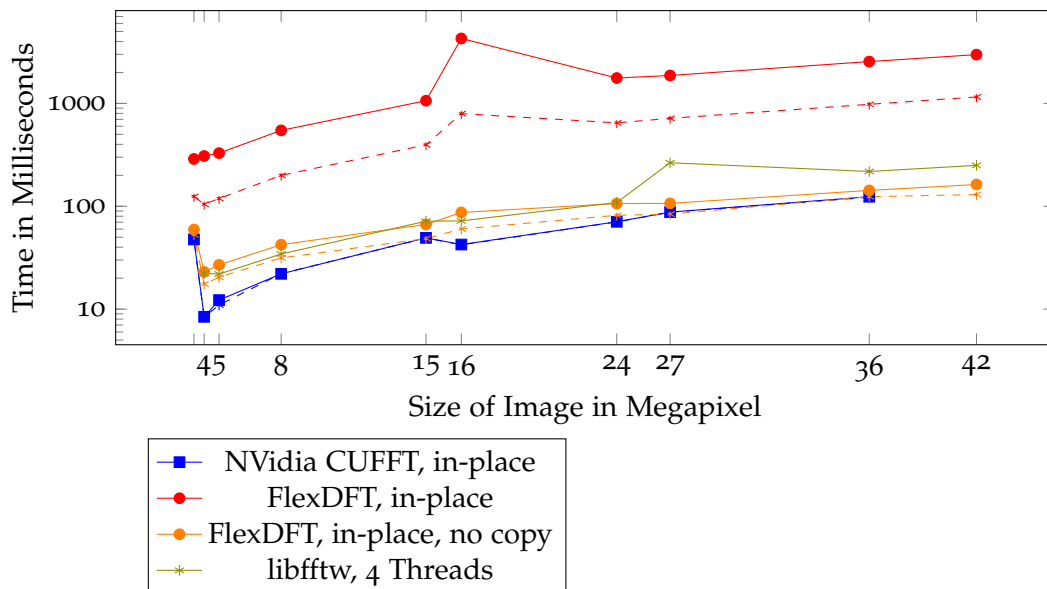 Time in Milliseconds
1000
100
10
4 5 8 15 16 24 27 36 42
Size of Image in Megapixel
NVidia CUFFT, in-place
FlexDFT, in-place
FlexDFT, in-place, no copy
libfftw, 4 Threads